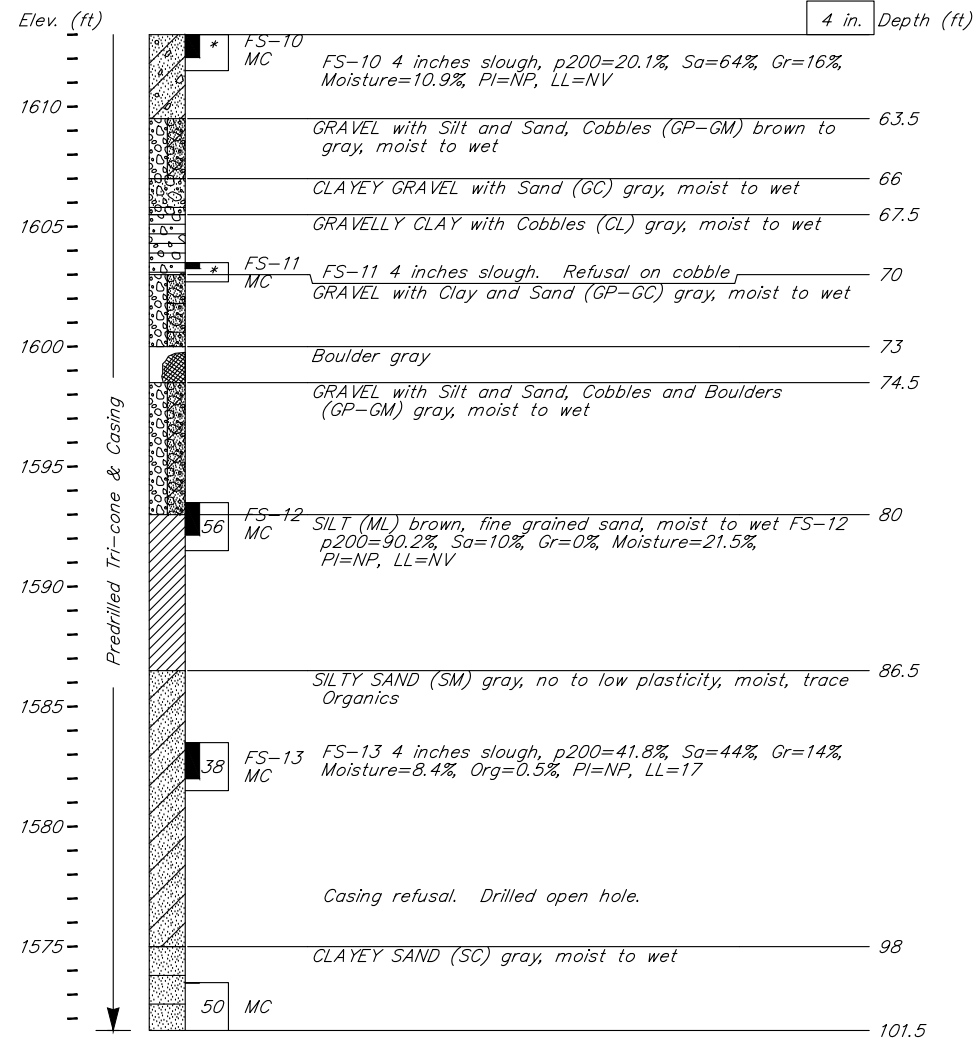 Elev. (ft)
4 in. Depth (ft)
* FS-10
MC
FS-10 4 inches slough, p200=20.1%, Sa=64%, Gr=16%,
Moisture=10.9%, PI=NP, LL=NV
1610
63.5
GRAVEL with Silt and Sand, Cobbles (GP-GM) brown to
gray, moist to wet
66
CLAYEY GRAVEL with Sand (GC) gray, moist to wet
1605
67.5
GRAVELLY CLAY with Cobbles (CL) gray, moist to wet
* FS-11
MC
FS-11 4 inches slough. Refusal on cobble
70
GRAVEL with Clay and Sand (GP-GC) gray, moist to wet
1600
73
Boulder gray
74.5
GRAVEL with Silt and Sand, Cobbles and Boulders
(GP-GM) gray, moist to wet
Predrilled Tri-cone & Casing
1595
80
56 FS-12
MC
SILT (ML) brown, fine grained sand, moist to wet FS-12
p200=90.2%, Sa=10%, Gr=0%, Moisture=21.5%,
PI=NP, LL=NV
1590
86.5
SILTY SAND (SM) gray, no to low plasticity, moist, trace
Organics
1585
38 FS-13
MC
FS-13 4 inches slough, p200=41.8%, Sa=44%, Gr=14%,
Moisture=8.4%, Org=0.5%, PI=NP, LL=17
1580
Casing refusal. Drilled open hole.
1575
98
CLAYEY SAND (SC) gray, moist to wet
50 MC
101.5